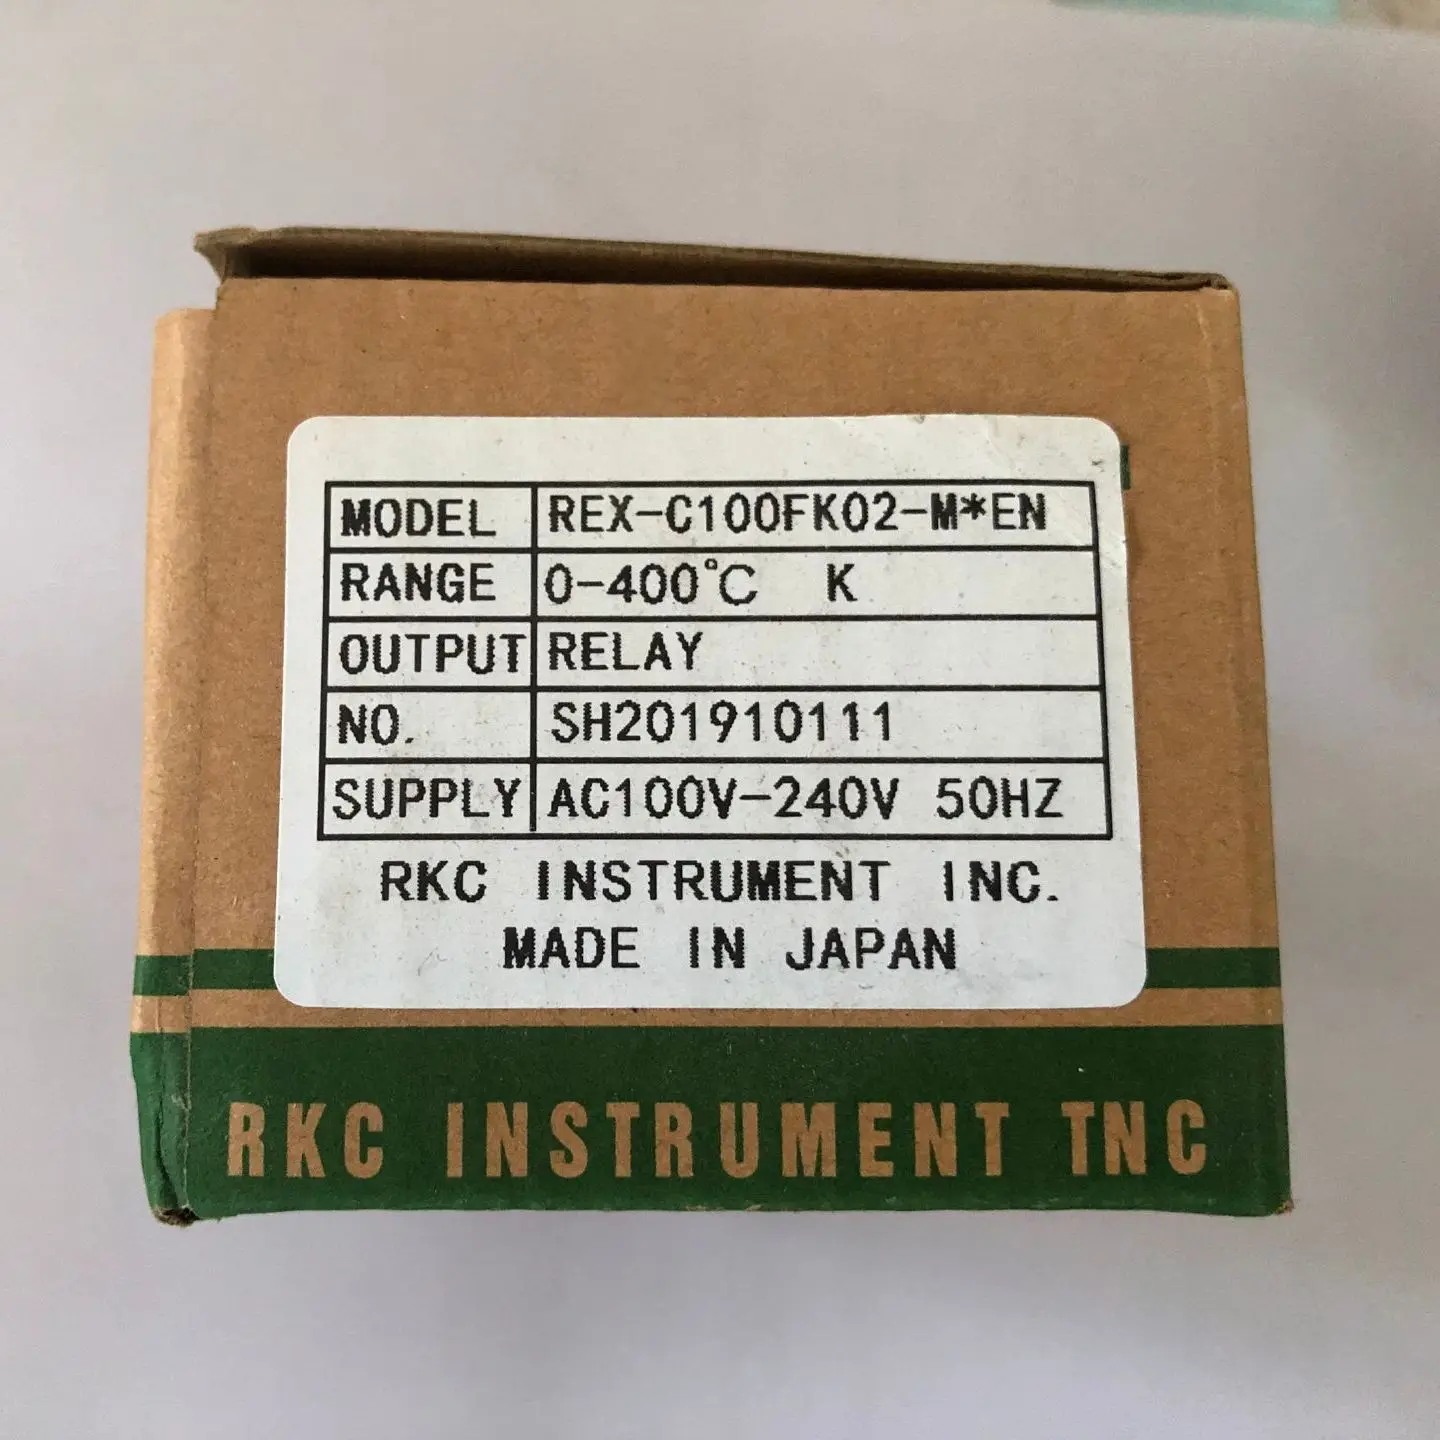 MODEL REX-C100FK02-M*EN
RANGE 0-400℃ K
OUTPUT RELAY
NO. SH201910111
SUPPLY AC100V-240V 50HZ
RKC INSTRUMENT INC.
MADE IN JAPAN
RKC INSTRUMENT TNC